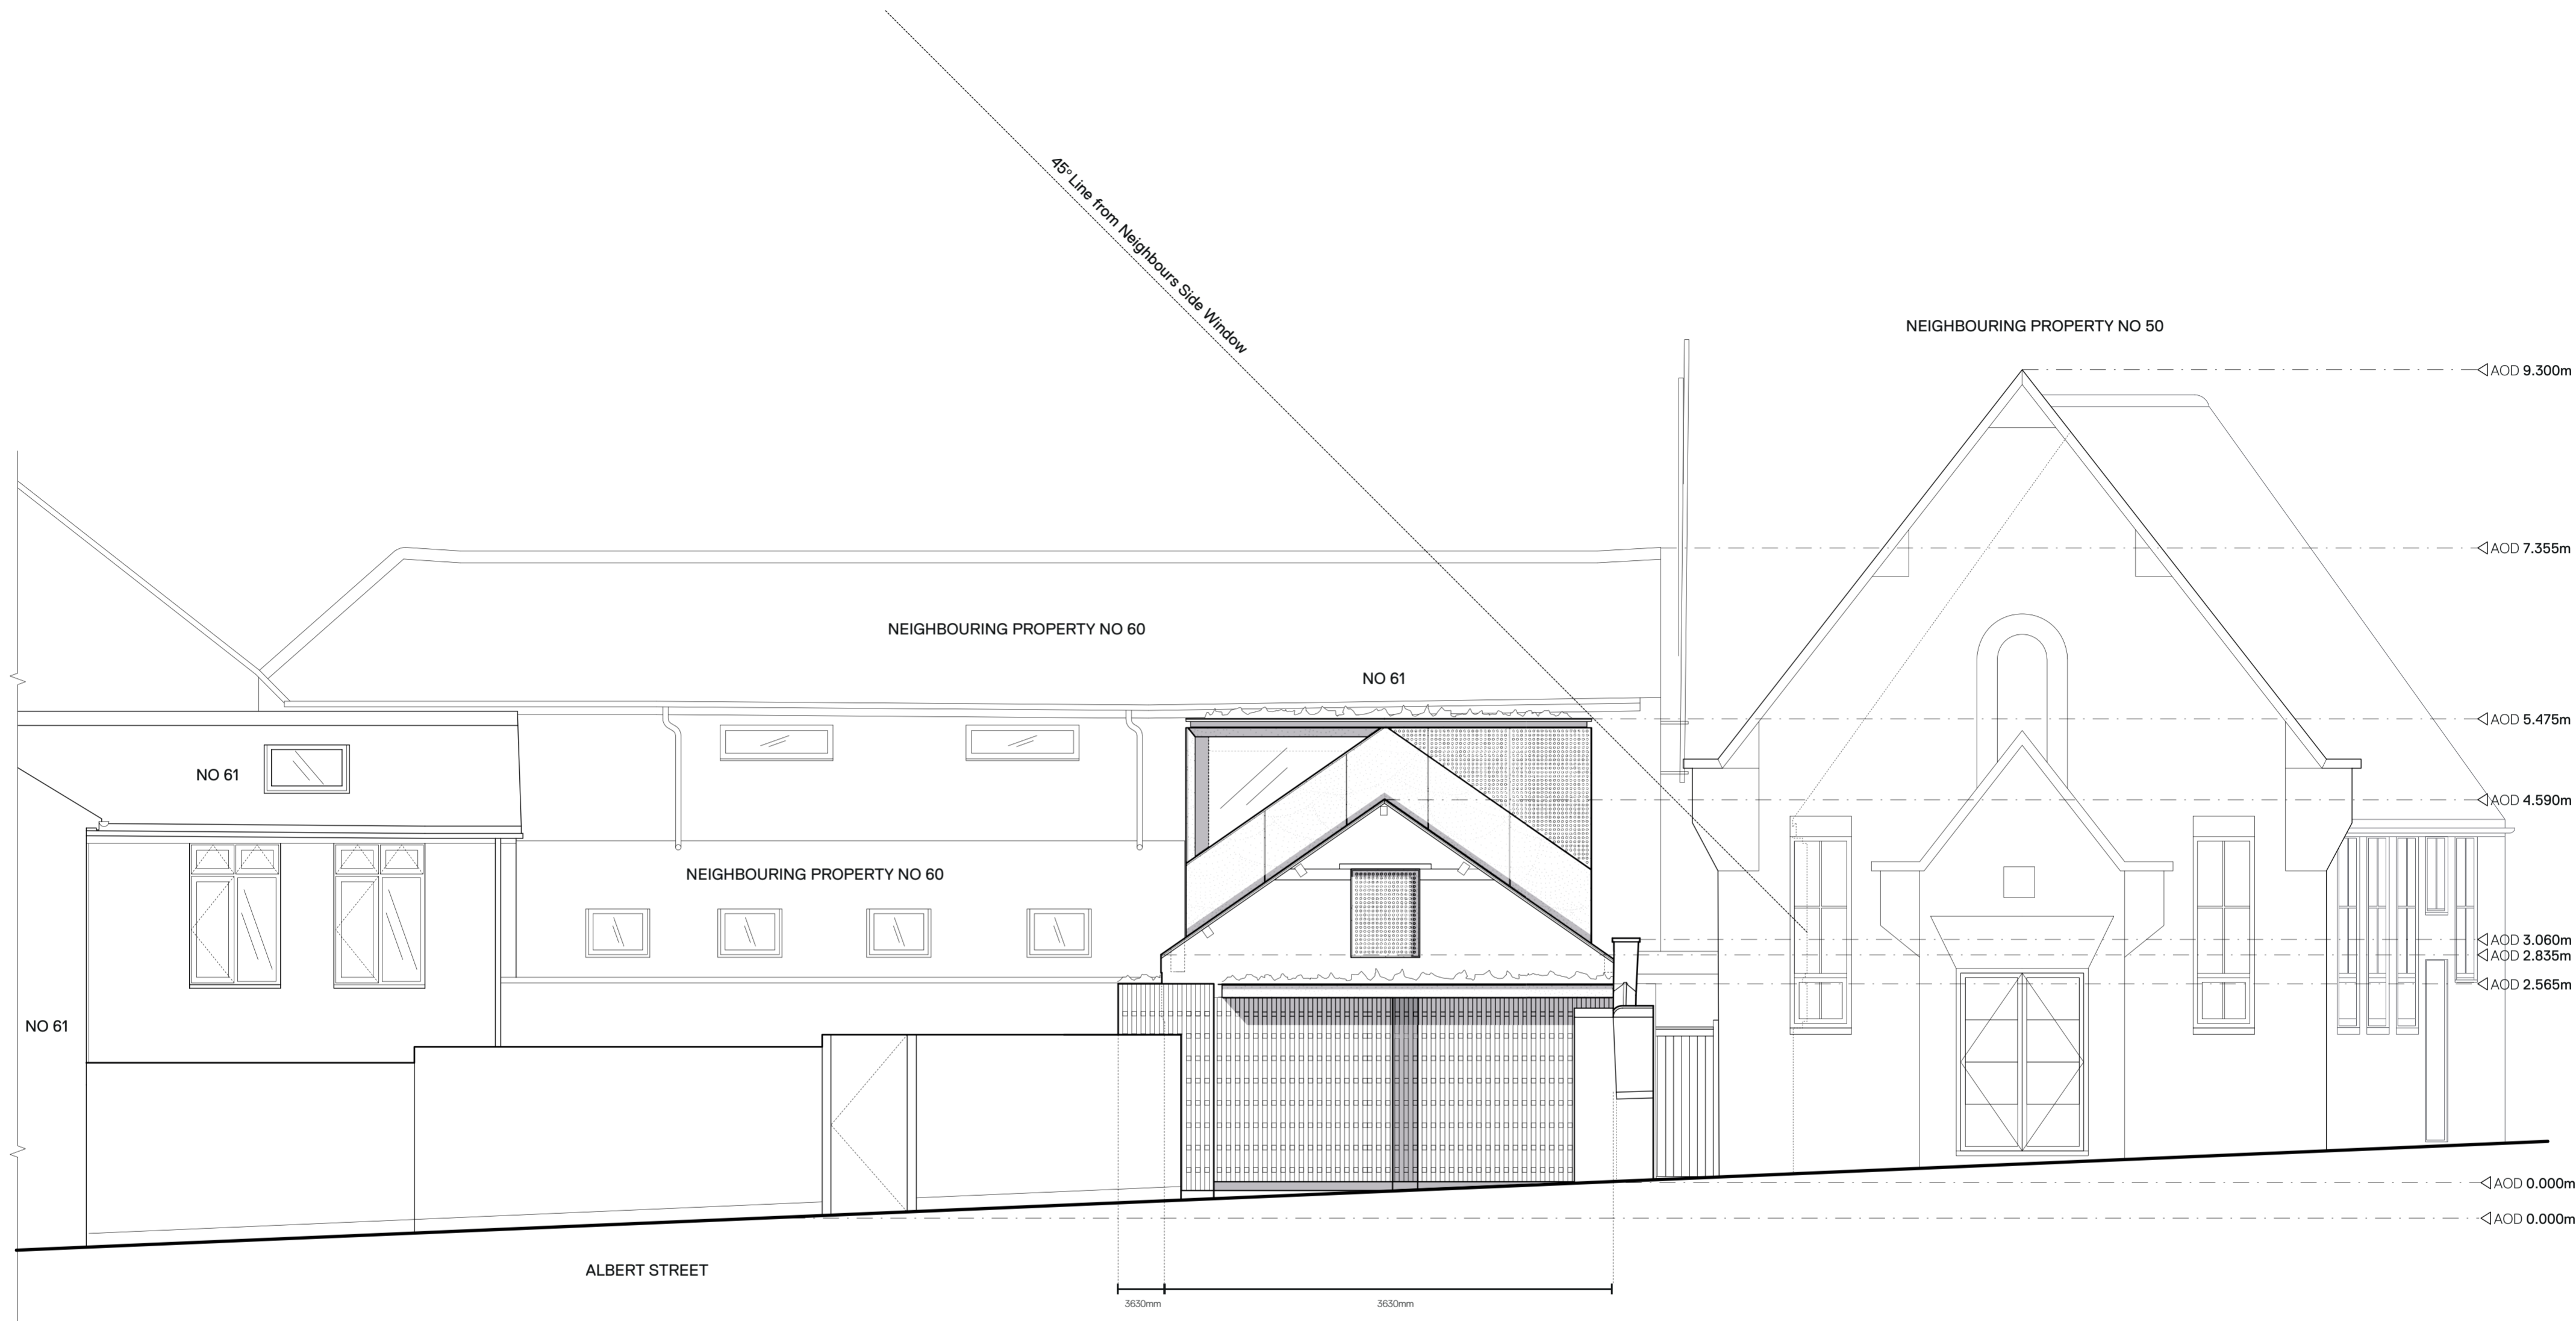 45° Line from Neighbours Side Window
NEIGHBOURING PROPERTY NO 50
AOD 9.300m
AOD 7.355m
NEIGHBOURING PROPERTY NO 60
NO 61
AOD 5.475m
NO 61
AOD 4.590m
NEIGHBOURING PROPERTY NO 60
AOD 3.060m
AOD 2.835m
AOD 2.565m
NO 61
AOD 0.000m
AOD 0.000m
ALBERT STREET
3630mm
3630mm